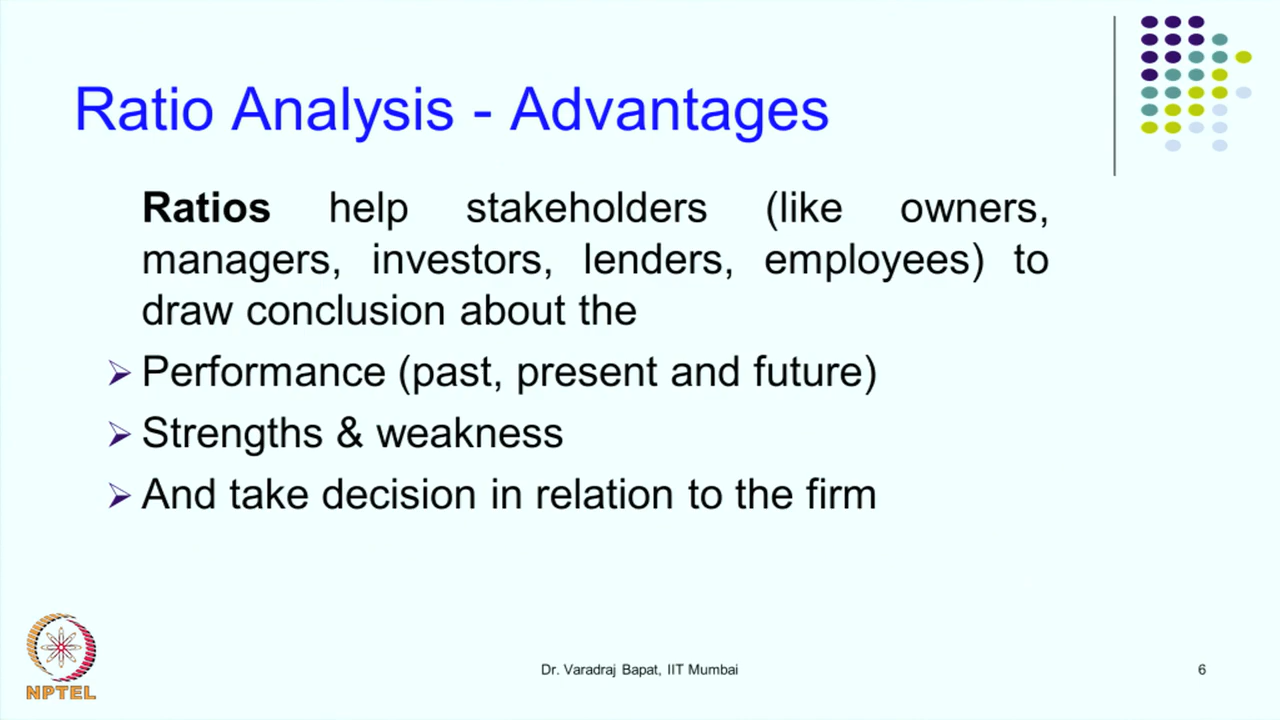 Ratio Analysis - Advantages
Ratios help stakeholders (like owners,
managers, investors, lenders, employees) to
draw conclusion about the
Performance (past, present and future)
Strengths & weakness
And take decision in relation to the firm
NPTEL
Dr. Varadraj Bapat, IIT Mumbai
6